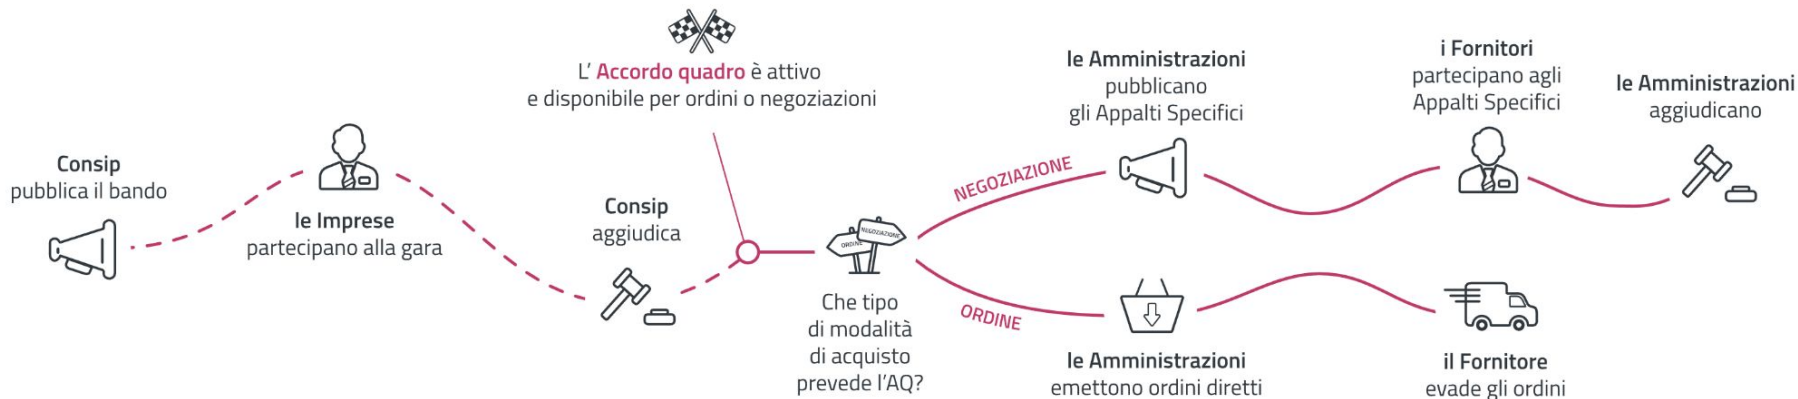 Consip
pubblica il bando
le Imprese
partecipano alla gara
Consip
aggiudica
L' Accordo quadro è attivo
e disponibile per ordini o negoziazioni
ORDINE
NEGOZIAZIONE
Che tipo
di modalità
di acquisto
prevede l'AQ?
NEGOZIAZIONE
le Amministrazioni
pubblicano
gli Appalti Specifici
i Fornitori
partecipano agli
Appalti Specifici
le Amministrazioni
aggiudicano
ORDINE
le Amministrazioni
emettono ordini diretti
il Fornitore
evade gli ordini